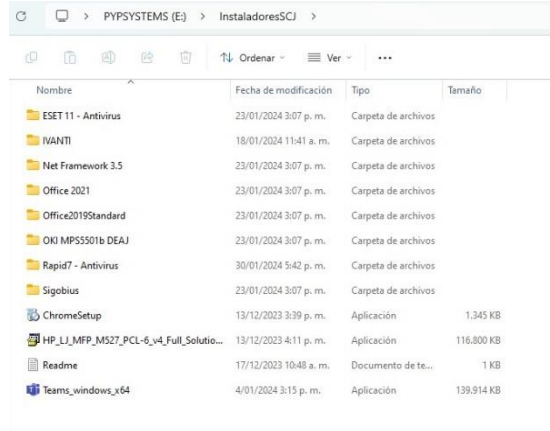 PYPSYSTEMS (E:) > InstaladoresSCJ >
Ordenar Ver ...
Nombre Fecha de modificación Tipo Tamaño
ESET 11 - Antivirus 23/01/2024 3:07 p. m. Carpeta de archivos
IVANTI 18/01/2024 11:41 a. m. Carpeta de archivos
Net Framework 3.5 23/01/2024 3:07 p. m. Carpeta de archivos
Office 2021 23/01/2024 3:07 p. m. Carpeta de archivos
Office2019Standard 23/01/2024 3:07 p. m. Carpeta de archivos
OKI MPS5501b DEAJ 23/01/2024 3:07 p. m. Carpeta de archivos
Rapid7 - Antivirus 30/01/2024 5:42 p. m. Carpeta de archivos
Sigobius 23/01/2024 3:07 p. m. Carpeta de archivos
ChromeSetup 13/12/2023 3:39 p. m. Aplicación 1.345 KB
HP_LJ_MFP_M527_PCL-6_v4_Full_Solutio... 13/12/2023 4:11 p. m. Aplicación 116.800 KB
Readme 17/12/2023 10:48 a. m. Documento de te... 1 KB
Teams_windows_x64 4/01/2024 3:15 p. m. Aplicación 139.914 KB